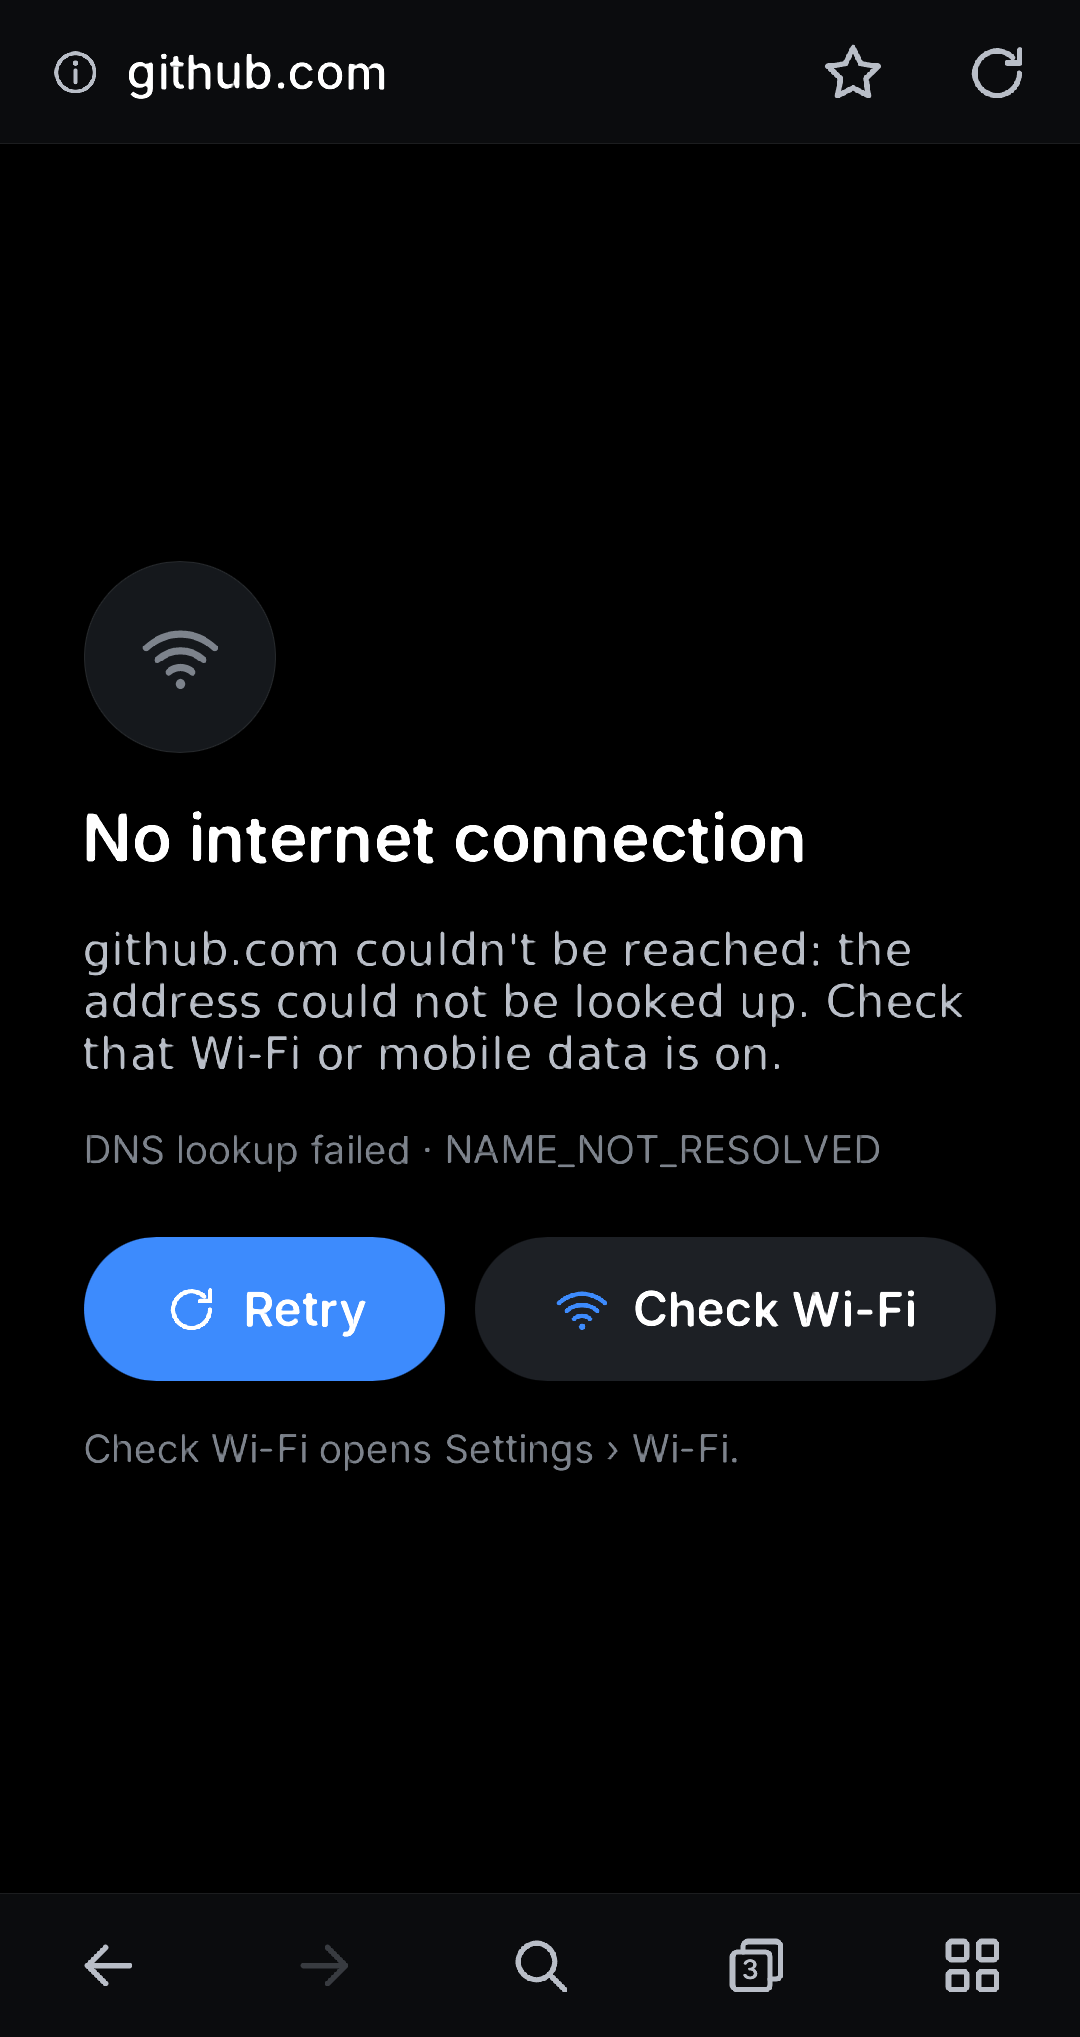 github.com
No internet connection
github.com couldn't be reached: the
address could not be looked up. Check
that Wi-Fi or mobile data is on.
DNS lookup failed · NAME_NOT_RESOLVED
Retry
Check Wi-Fi
Check Wi-Fi opens Settings › Wi-Fi.
3